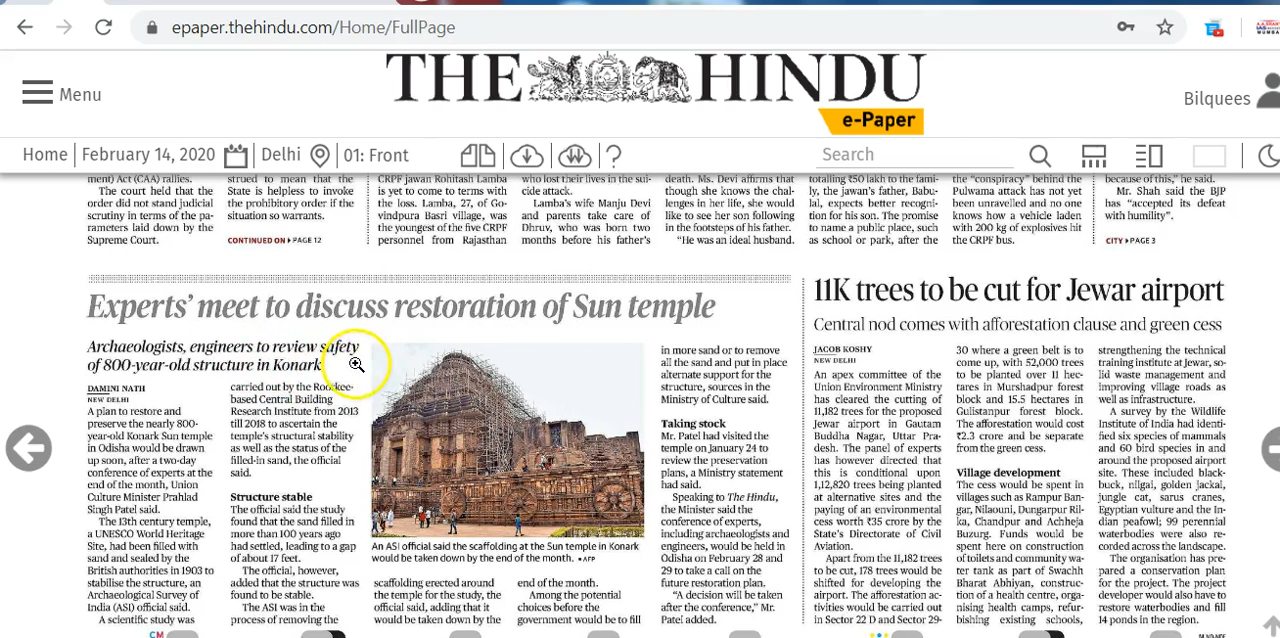 epaper.thehindu.com/Home/FullPage
THE HINDU
e-Paper
Menu
Bilquees
Home
February 14, 2020
Delhi
01: Front
?
Search
ment) Act (CAA) rallies.
The court held that the
order did not stand judicial
scrutiny in terms of the pa-
rameters laid down by the
Supreme Court.
strued to mean that the
State is helpless to invoke
the prohibitory order if the
situation so warrants.
CONTINUED ON ▸ PAGE 12
CRPF jawan Rohitash Lamba
is yet to come to terms with
the loss. Lamba, 27, of Go-
vindpura Basri village, was
the youngest of the five CRPF
personnel from Rajasthan
who lost their lives in the sui-
cide attack.
Lamba's wife Manju Devi
and parents take care of
Dhruv, who was born two
months before his father's
death. Ms. Devi affirms that
though she knows the chal-
lenges in her life, she would
like to see her son following
in the footsteps of his father.
"He was an ideal husband.
totalling ₹50 lakh to the fami-
ly, the jawan's father, Babu-
lal, expects better recogni-
tion for his son. The promise
to name a public place, such
as school or park, after the
the "conspiracy" behind the
Pulwama attack has not yet
been unravelled and no one
knows how a vehicle laden
with 200 kg of explosives hit
the CRPF bus.
because of this," he said.
Mr. Shah said the BJP
has "accepted its defeat
with humility".
CITY ▸ PAGE 3
Experts' meet to discuss restoration of Sun temple
Archaeologists, engineers to review safety
of 800-year-old structure in Konark
DAMINI NATH
NEW DELHI
A plan to restore and
preserve the nearly 800-
year-old Konark Sun temple
in Odisha would be drawn
up soon, after a two-day
conference of experts at the
end of the month, Union
Culture Minister Prahlad
Singh Patel said.
The 13th century temple,
a UNESCO World Heritage
Site, had been filled with
sand and sealed by the
British authorities in 1903 to
stabilise the structure, an
Archaeological Survey of
India (ASI) official said.
A scientific study was
carried out by the Roorkee-
based Central Building
Research Institute from 2013
till 2018 to ascertain the
temple's structural stability
as well as the status of the
filled-in sand, the official
said.
Structure stable
The official said the study
found that the sand filled in
more than 100 years ago
had settled, leading to a gap
of about 17 feet.
The official, however,
added that the structure was
found to be stable.
The ASI was in the
process of removing the
An ASI official said the scaffolding at the Sun temple in Konark
would be taken down by the end of the month. • AFP
scaffolding erected around
the temple for the study, the
official said, adding that it
would be taken down by the
end of the month.
Among the potential
choices before the
government would be to fill
in more sand or to remove
all the sand and put in place
alternate support for the
structure, sources in the
Ministry of Culture said.
Taking stock
Mr. Patel had visited the
temple on January 24 to
review the preservation
plans, a Ministry statement
had said.
Speaking to The Hindu,
the Minister said the
conference of experts,
including archaeologists and
engineers, would be held in
Odisha on February 28 and
29 to take a call on the
future restoration plan.
"A decision will be taken
after the conference," Mr.
Patel added.
11K trees to be cut for Jewar airport
Central nod comes with afforestation clause and green cess
JACOB KOSHY
NEW DELHI
An apex committee of the
Union Environment Ministry
has cleared the cutting of
11,182 trees for the proposed
Jewar airport in Gautam
Buddha Nagar, Uttar Pra-
desh. The panel of experts
has however directed that
this is conditional upon
1,12,820 trees being planted
at alternative sites and the
paying of an environmental
cess worth ₹35 crore by the
State's Directorate of Civil
Aviation.
Apart from the 11,182 trees
to be cut, 178 trees would be
shifted for developing the
airport. The afforestation ac-
tivities would be carried out
in Sector 22 D and Sector 29-
30 where a green belt is to
come up, with 52,000 trees
to be planted over 11 hec-
tares in Murshadpur forest
block and 15.5 hectares in
Gulistanpur forest block.
The afforestation would cost
₹2.3 crore and be separate
from the green cess.
Village development
The cess would be spent in
villages such as Rampur Ban-
gar, Nilaouni, Dungarpur Ril-
ka, Chandpur and Achheja
Buzurg. Funds would be
spent here on construction
of toilets and community wa-
ter tank as part of Swachh
Bharat Abhiyan, construc-
tion of a health centre, orga-
nising health camps, refur-
bishing existing schools,
strengthening the technical
training institute at Jewar, so-
lid waste management and
improving village roads as
well as infrastructure.
A survey by the Wildlife
Institute of India had identi-
fied six species of mammals
and 60 bird species in and
around the proposed airport
site. These included black-
buck, nilgai, golden jackal,
jungle cat, sarus cranes,
Egyptian vulture and the In-
dian peafowl; 99 perennial
waterbodies were also re-
corded across the landscape.
The organisation has pre-
pared a conservation plan
for the project. The project
developer would also have to
restore waterbodies and fill
14 ponds in the region.
CM